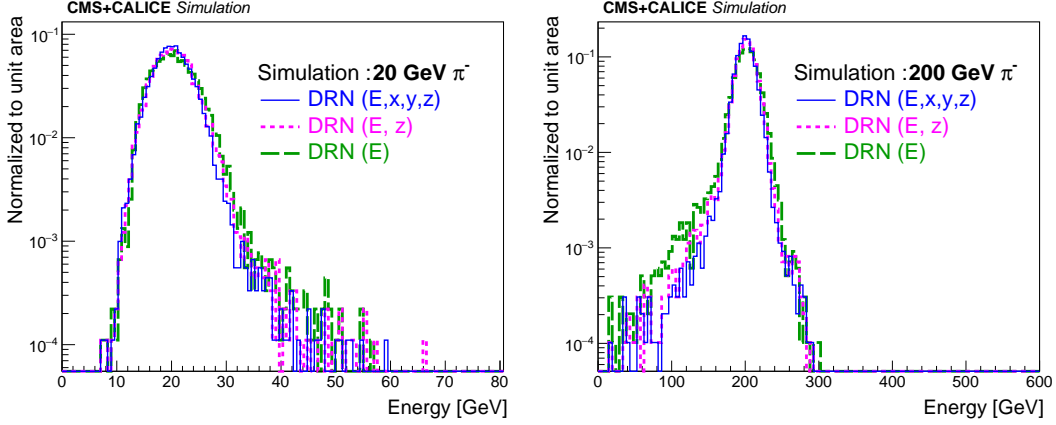 CMS+CALICE Simulation
Normalized to unit area
10⁻¹
10⁻²
10⁻³
10⁻⁴
Simulation :20 GeV π⁻
DRN (E,x,y,z)
DRN (E, z)
DRN (E)
0 10 20 30 40 50 60 70 80
Energy [GeV]
CMS+CALICE Simulation
Normalized to unit area
10⁻¹
10⁻²
10⁻³
10⁻⁴
Simulation :200 GeV π⁻
DRN (E,x,y,z)
DRN (E, z)
DRN (E)
0 100 200 300 400 500 600
Energy [GeV]